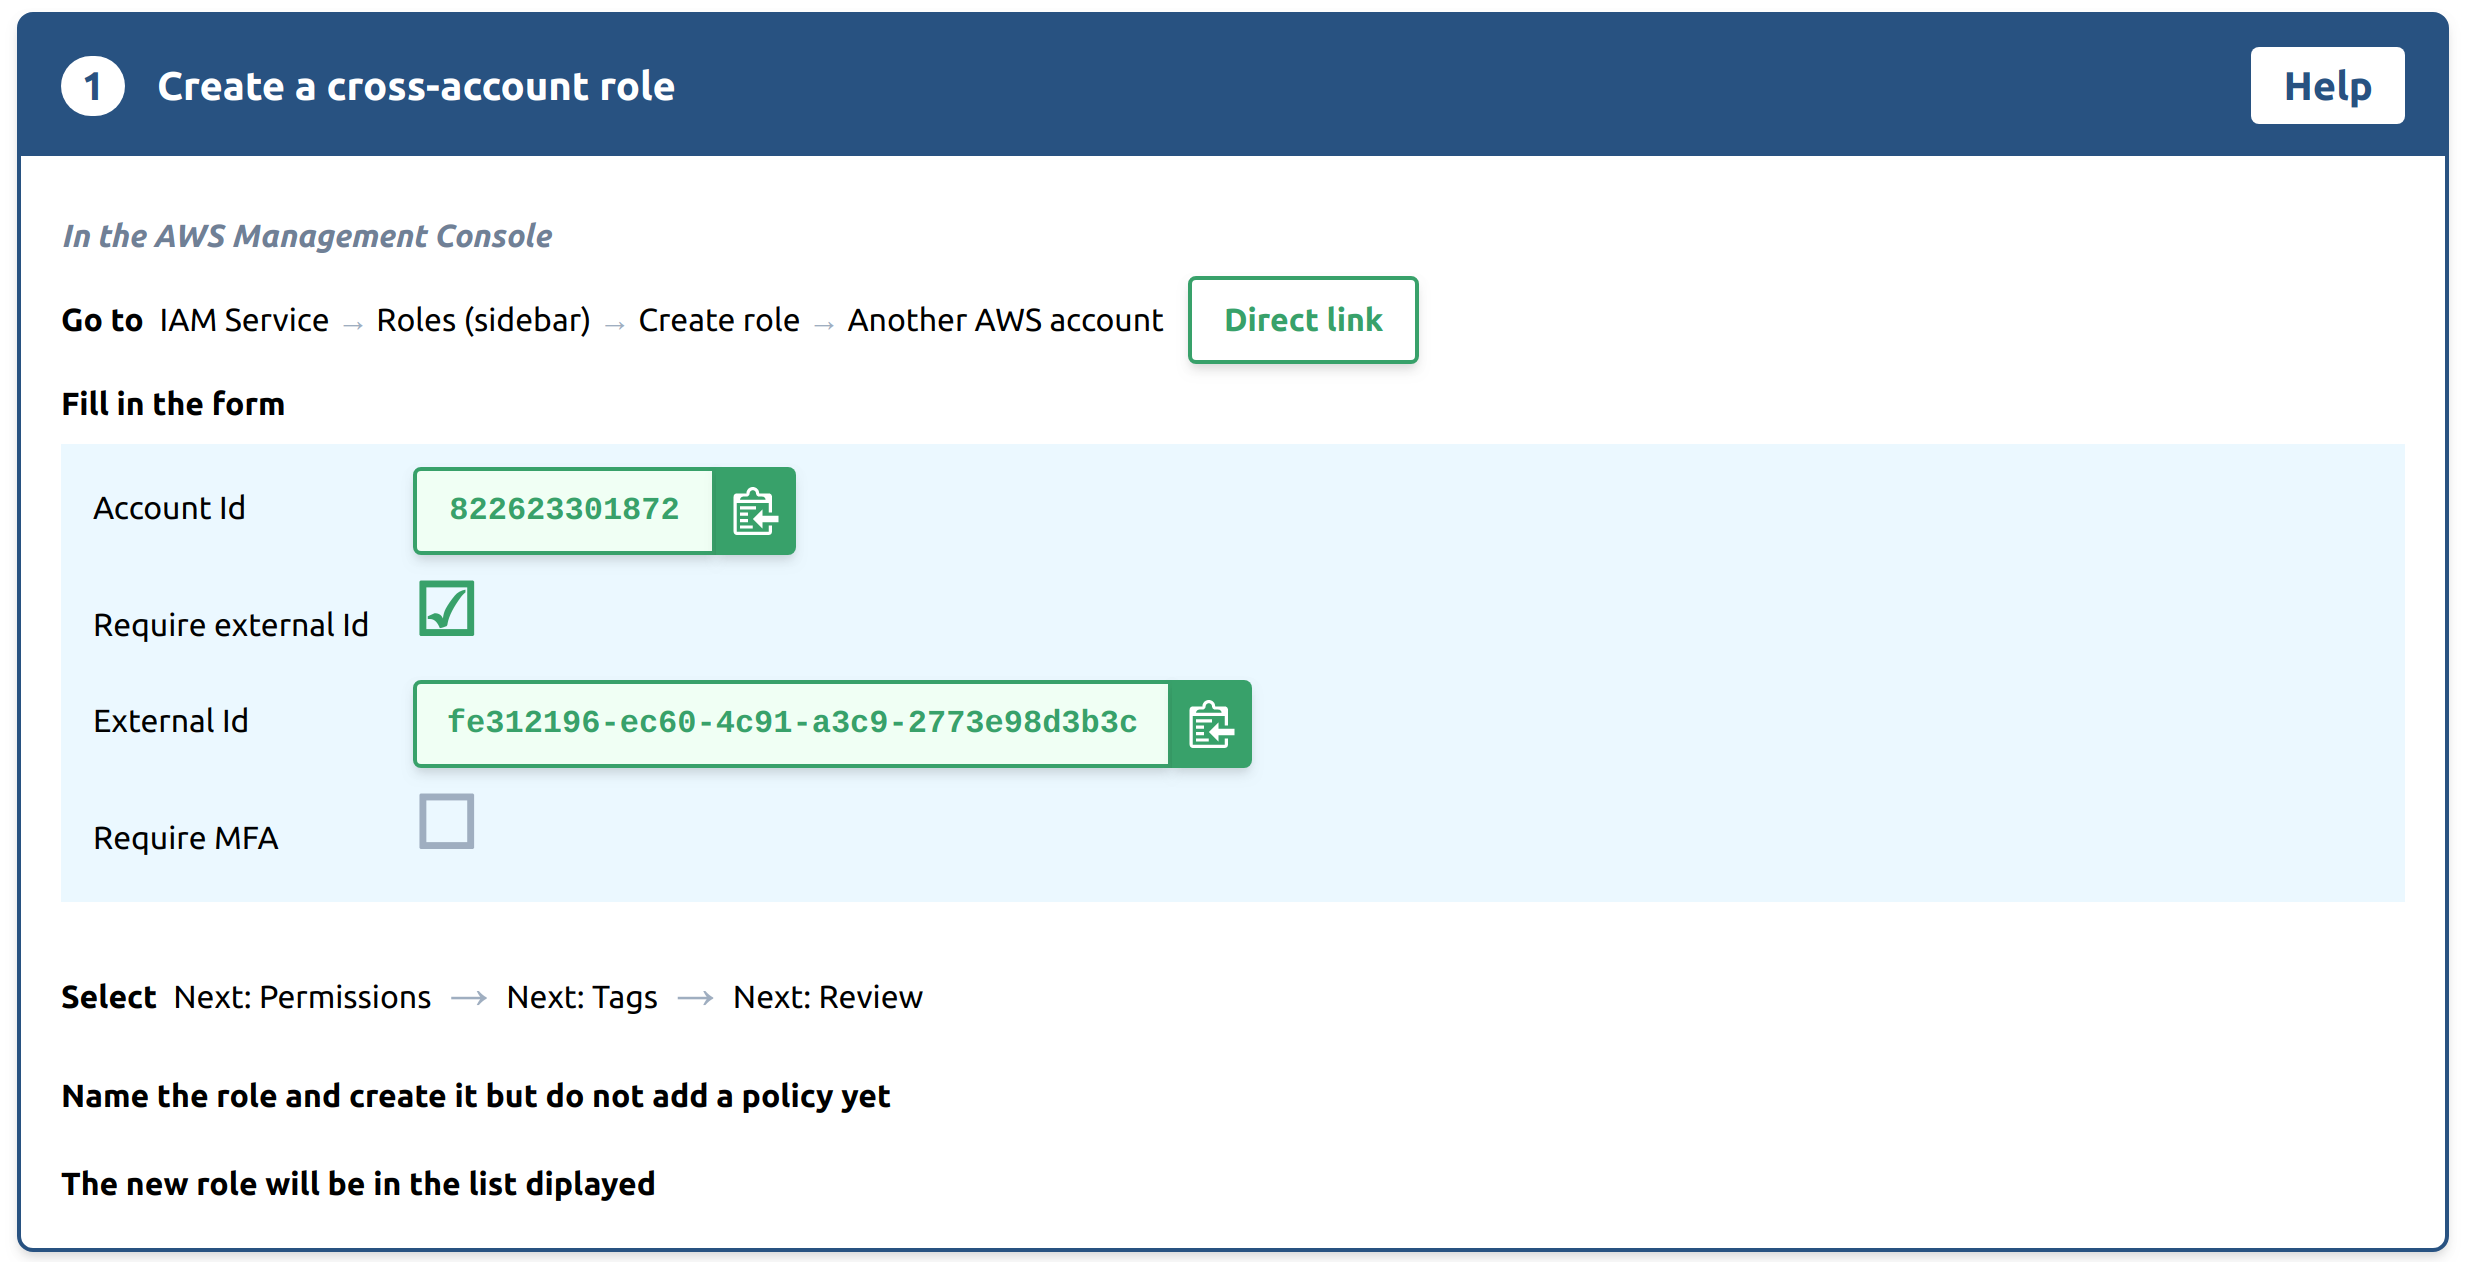 1 Create a cross-account role Help
In the AWS Management Console
Go to IAM Service → Roles (sidebar) → Create role → Another AWS account Direct link
Fill in the form
Account Id 822623301872
Require external Id
External Id fe312196-ec60-4c91-a3c9-2773e98d3b3c
Require MFA
Select Next: Permissions → Next: Tags → Next: Review
Name the role and create it but do not add a policy yet
The new role will be in the list diplayed